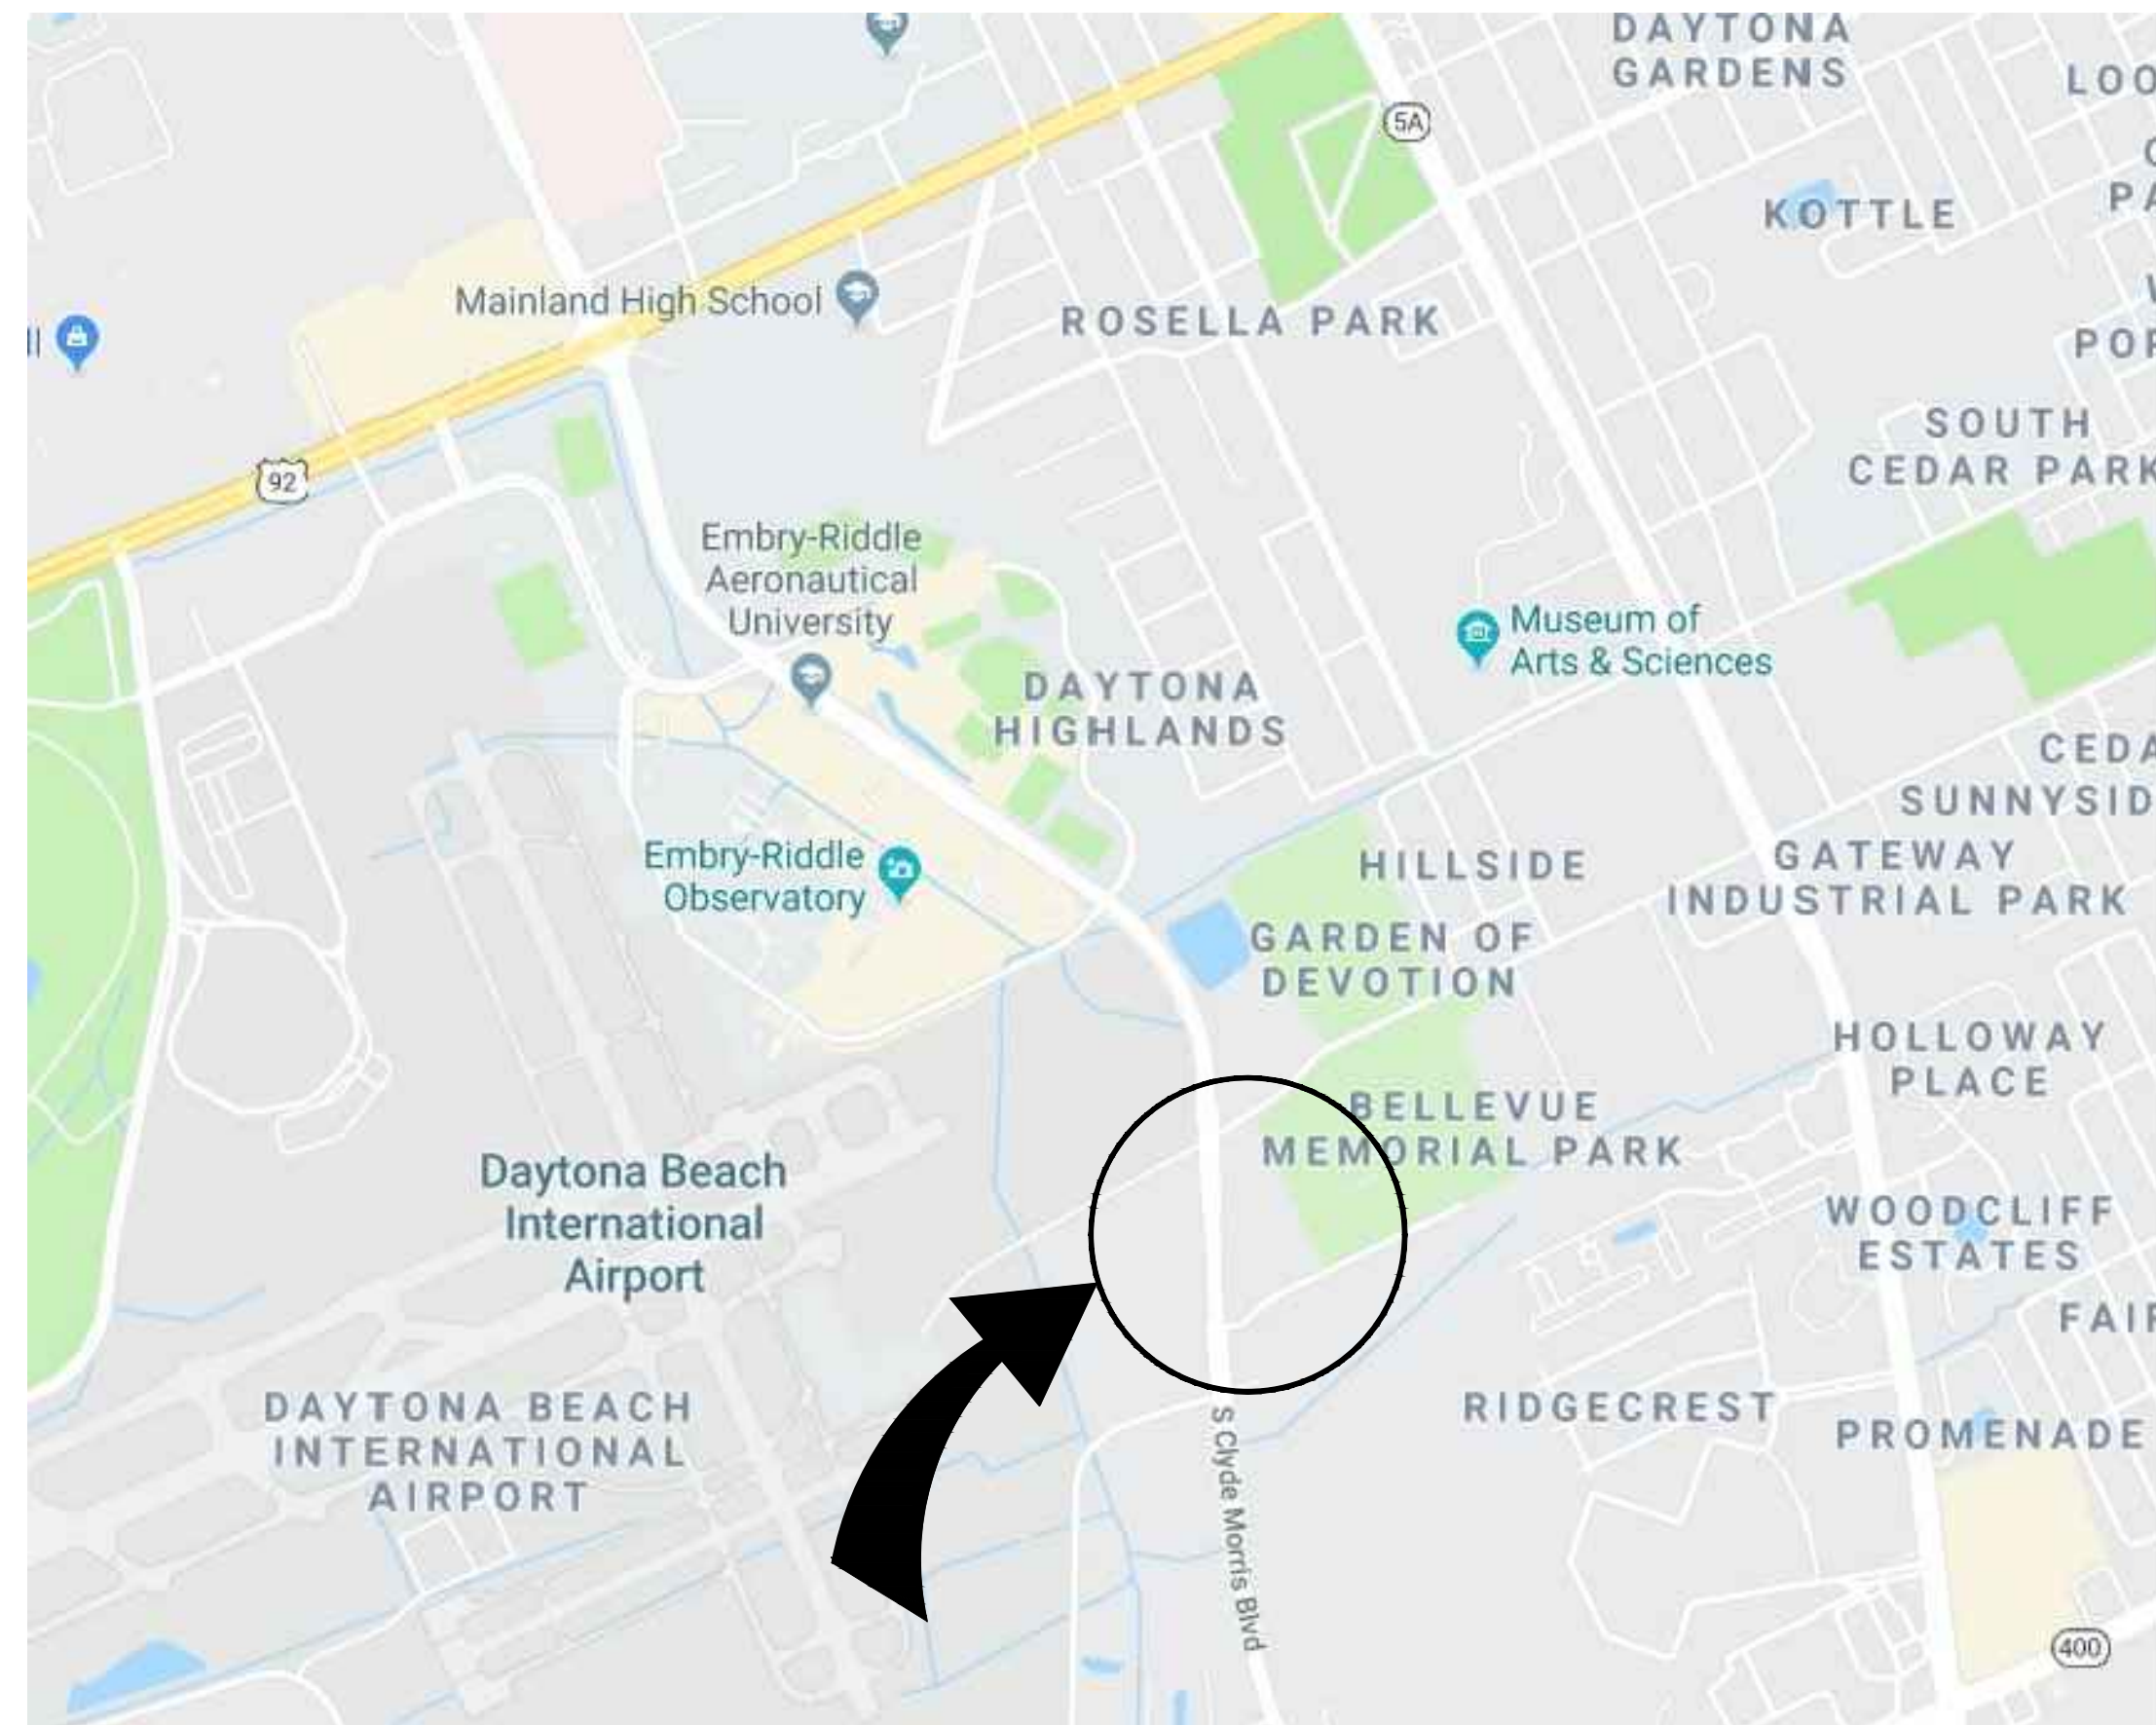 DAYTONA
GARDENS
LOO
5A
KOTTLE
PA
Mainland High School
ROSELLA PARK
POR
SOUTH
CEDAR PARK
92
Embry-Riddle
Aeronautical
University
Museum of
Arts & Sciences
DAYTONA
HIGHLANDS
CEDA
SUNNYSID
Embry-Riddle
Observatory
HILLSIDE
GATEWAY
INDUSTRIAL PARK
GARDEN OF
DEVOTION
HOLLOWAY
PLACE
BELLEVUE
MEMORIAL PARK
Daytona Beach
International
Airport
WOODCLIFF
ESTATES
FAIR
DAYTONA BEACH
INTERNATIONAL
AIRPORT
RIDGECREST
PROMENADE
S Clyde Morris Blvd
400